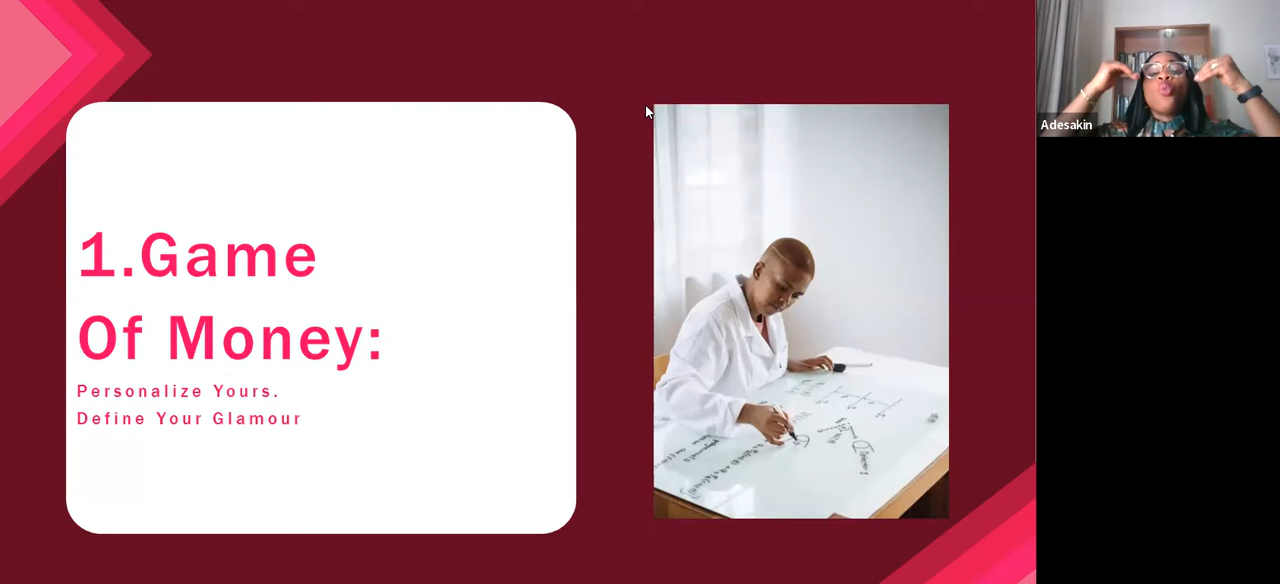 1.Game
Of Money:
Personalize Yours.
Define Your Glamour
Adesakin